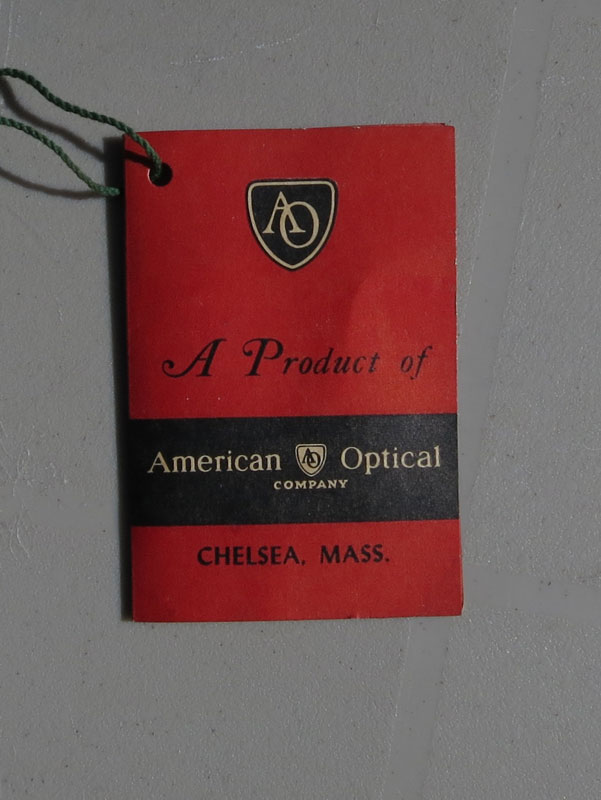 AO
A Product of
American AO Optical
COMPANY
CHELSEA, MASS.